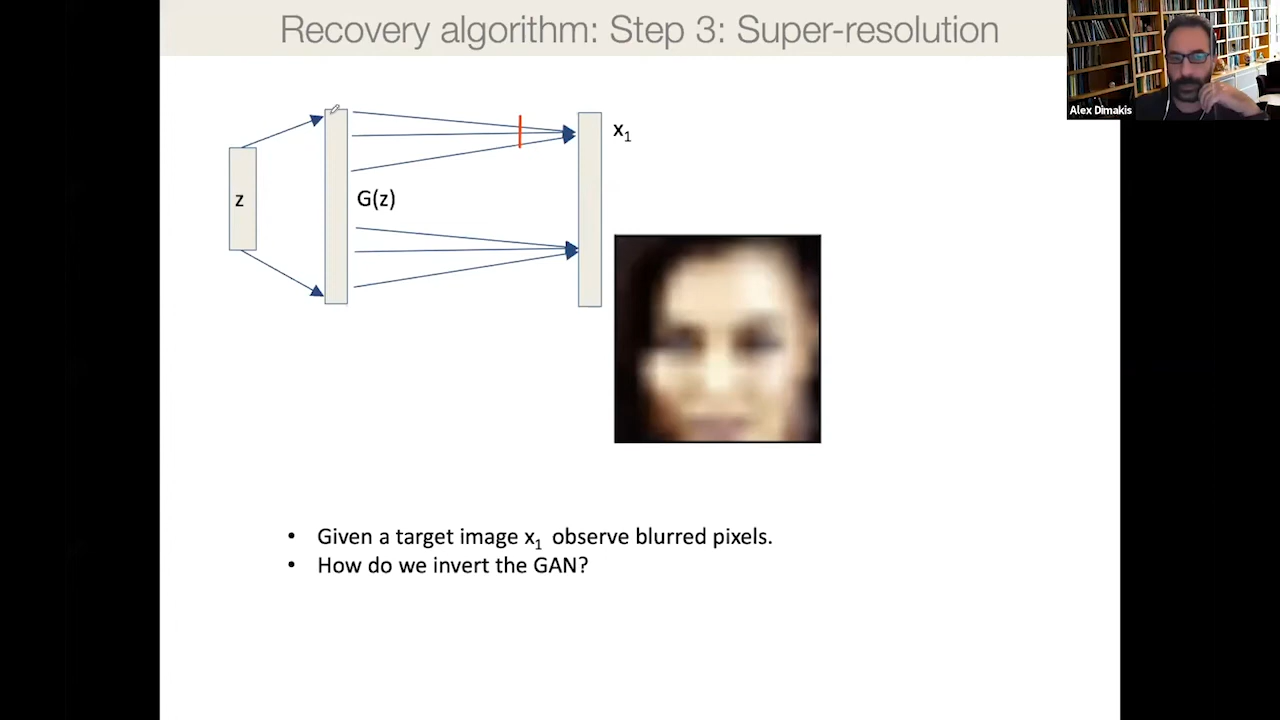 Recovery algorithm: Step 3: Super-resolution
Alex Dimakis
x₁
z
G(z)
• Given a target image x₁ observe blurred pixels.
• How do we invert the GAN?